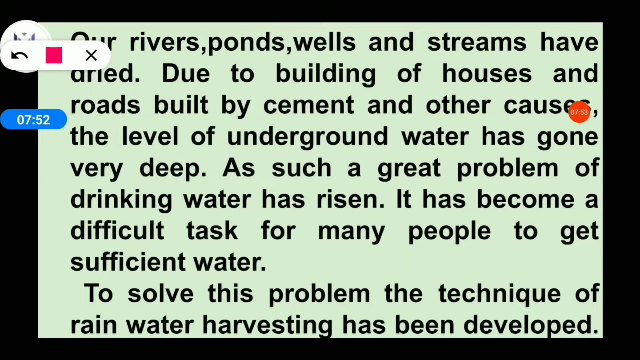 Our rivers,ponds,wells and streams have
dried. Due to building of houses and
roads built by cement and other causes,
07:53
07:52
the level of underground water has gone
very deep. As such a great problem of
drinking water has risen. It has become a
difficult task for many people to get
sufficient water.
To solve this problem the technique of
rain water harvesting has been developed.